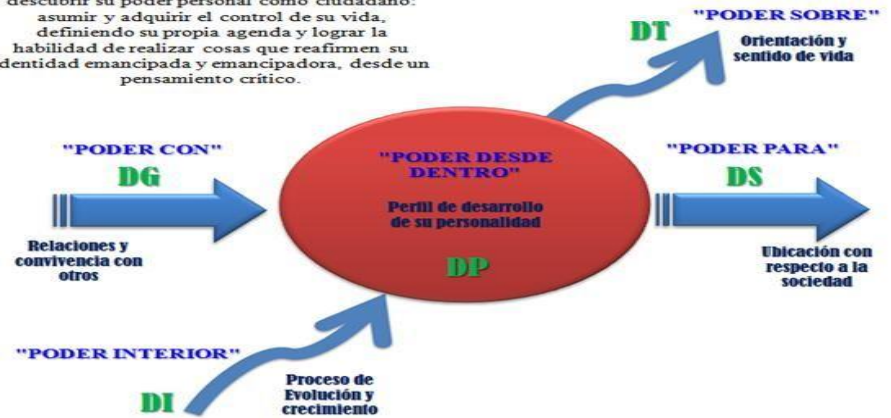 descubrir su poder personal como ciudadano:
asumir y adquirir el control de su vida,
definiendo su propia agenda y lograr la
habilidad de realizar cosas que reafirmen su
dentidad emancipada y emancipadora, desde un
pensamiento crítico.
"PODER SOBRE"
DT
Orientación y
sentido de vida
"PODER CON"
DG
Relaciones y
convivencia con
otros
"PODER DESDE
DENTRO"
Perfil de desarrollo
de su personalidad
DP
"PODER PARA"
DS
Ubicación con
respecto a la
sociedad
"PODER INTERIOR"
DI
Proceso de
Evolución y
crecimiento